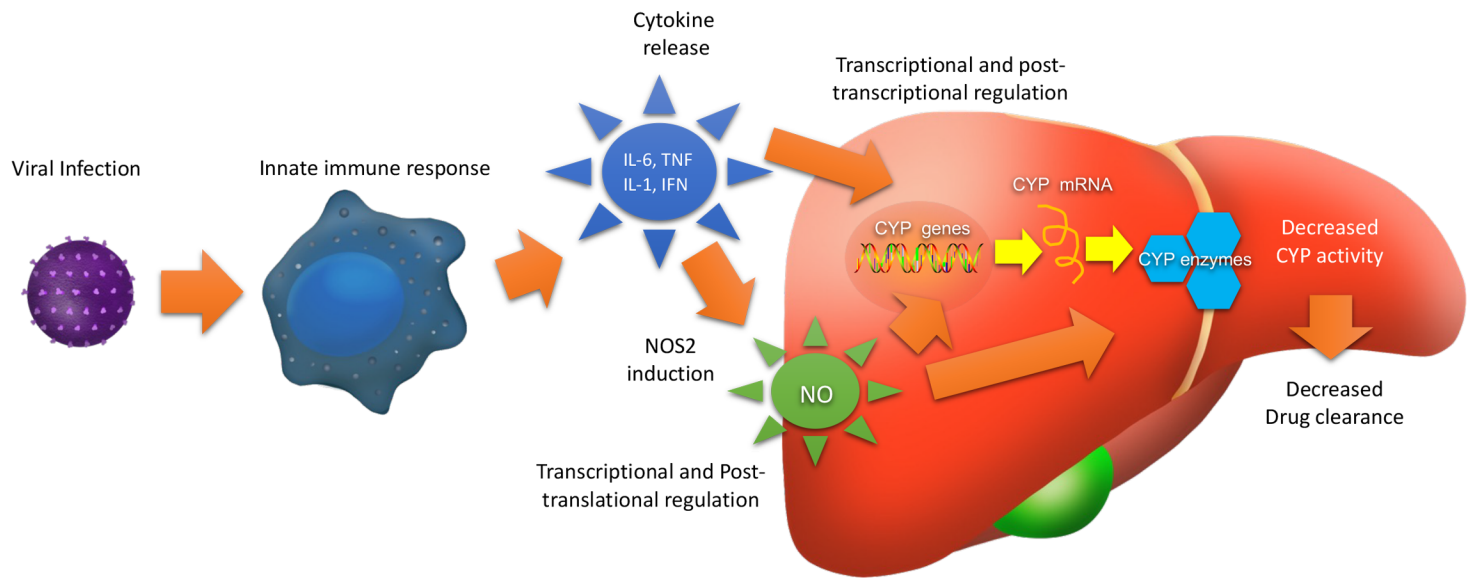 Cytokine
release
Transcriptional and post-
transcriptional regulation
Viral Infection
Innate immune response
IL-6, TNF
IL-1, IFN
CYP mRNA
CYP genes
CYP enzymes
Decreased
CYP activity
NOS2
induction
NO
Decreased
Drug clearance
Transcriptional and Post-
translational regulation